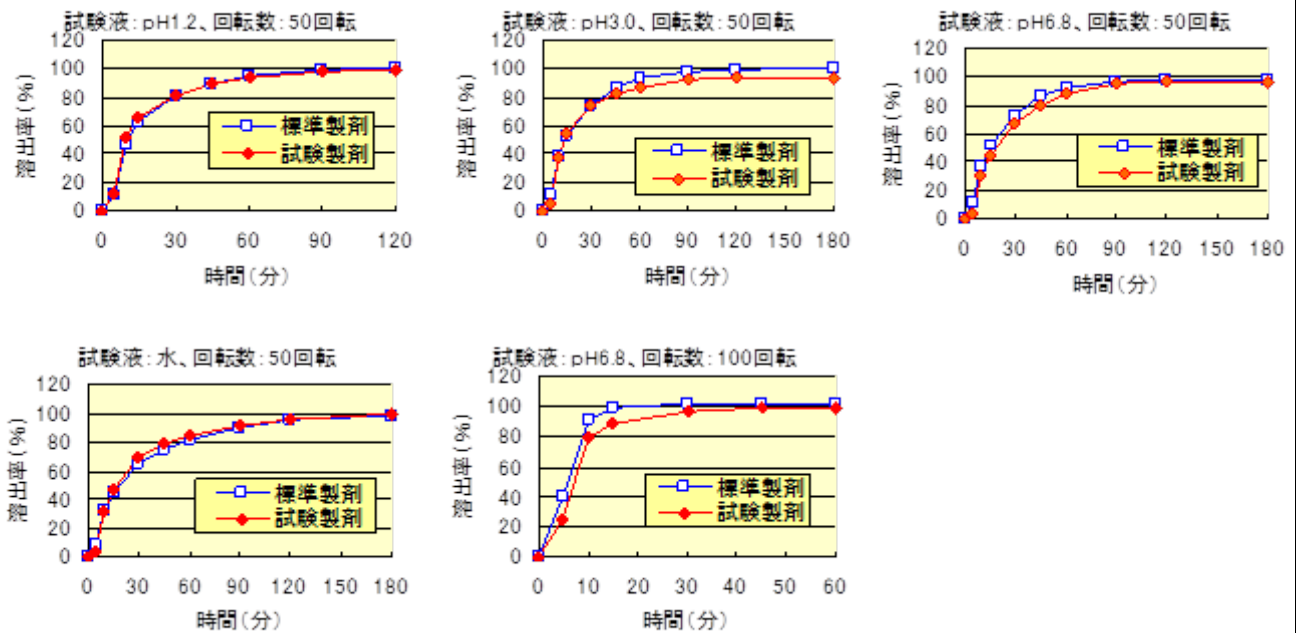 試験液：pH1.2、回転数：50回転
120
100
80
60
40
20
0
溶出率(%)
標準製剤
試験製剤
0 30 60 90 120
時間(分)
試験液：pH3.0、回転数：50回転
120
100
80
60
40
20
0
溶出率(%)
標準製剤
試験製剤
0 30 60 90 120 150 180
時間(分)
試験液：pH6.8、回転数：50回転
120
100
80
60
40
20
0
溶出率(%)
標準製剤
試験製剤
0 30 60 90 120 150 180
時間(分)
試験液：水、回転数：50回転
120
100
80
60
40
20
0
溶出率(%)
標準製剤
試験製剤
0 30 60 90 120 150 180
時間(分)
試験液：pH6.8、回転数：100回転
120
100
80
60
40
20
0
溶出率(%)
標準製剤
試験製剤
0 10 20 30 40 50 60
時間(分)